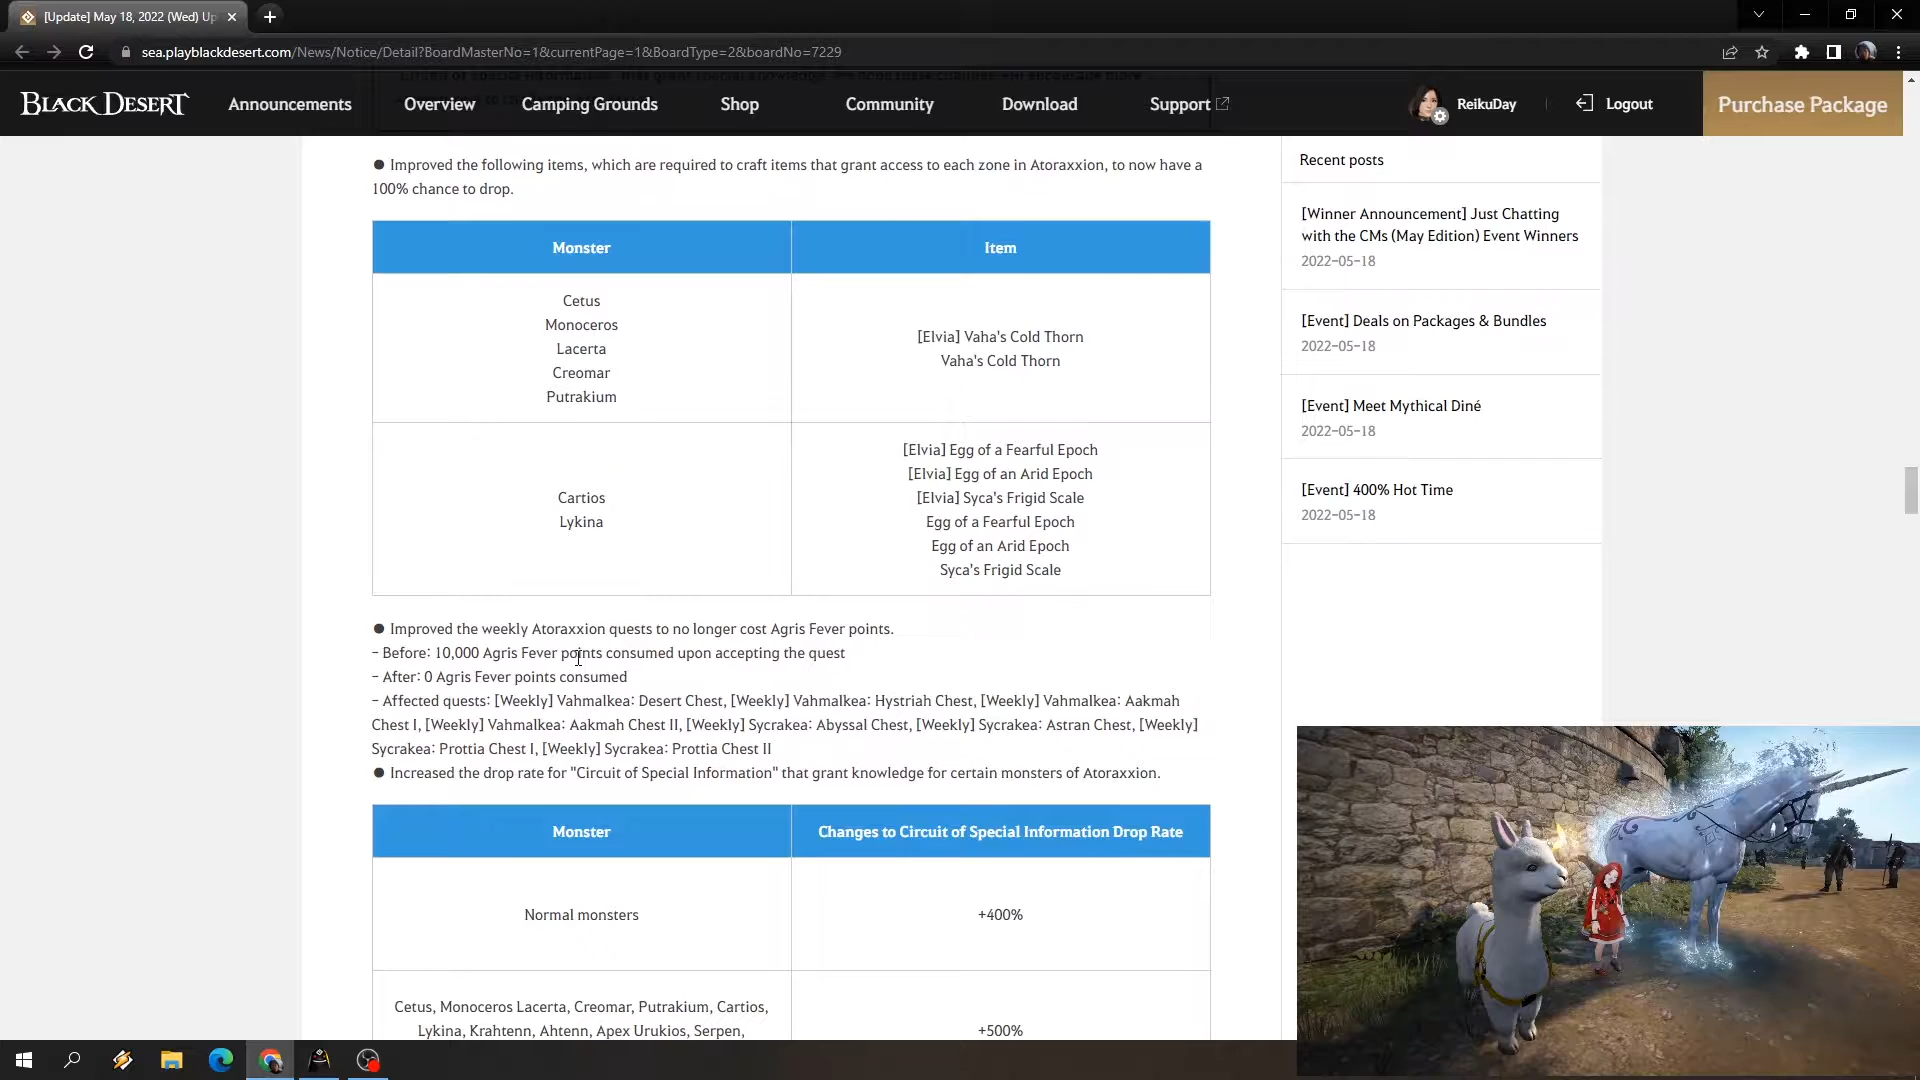 [Update] May 18, 2022 (Wed) Up
sea.playblackdesert.com/News/Notice/Detail?BoardMasterNo=1&currentPage=1&BoardType=2&boardNo=7229
BLACK DESERT
Announcements
Overview
Camping Grounds
Shop
Community
Download
Support
ReikuDay
Logout
Purchase Package
● Improved the following items, which are required to craft items that grant access to each zone in Atoraxxion, to now have a
100% chance to drop.
Monster
Item
Cetus
Monoceros
Lacerta
Creomar
Putrakium
[Elvia] Vaha's Cold Thorn
Vaha's Cold Thorn
Cartios
Lykina
[Elvia] Egg of a Fearful Epoch
[Elvia] Egg of an Arid Epoch
[Elvia] Syca's Frigid Scale
Egg of a Fearful Epoch
Egg of an Arid Epoch
Syca's Frigid Scale
● Improved the weekly Atoraxxion quests to no longer cost Agris Fever points.
- Before: 10,000 Agris Fever points consumed upon accepting the quest
- After: 0 Agris Fever points consumed
- Affected quests: [Weekly] Vahmalkea: Desert Chest, [Weekly] Vahmalkea: Hystriah Chest, [Weekly] Vahmalkea: Aakmah
Chest I, [Weekly] Vahmalkea: Aakmah Chest II, [Weekly] Sycrakea: Abyssal Chest, [Weekly] Sycrakea: Astran Chest, [Weekly]
Sycrakea: Prottia Chest I, [Weekly] Sycrakea: Prottia Chest II
● Increased the drop rate for "Circuit of Special Information" that grant knowledge for certain monsters of Atoraxxion.
Monster
Changes to Circuit of Special Information Drop Rate
Normal monsters
+400%
Cetus, Monoceros Lacerta, Creomar, Putrakium, Cartios,
Lykina, Krahtenn, Ahtenn, Apex Urukios, Serpen,
+500%
Recent posts
[Winner Announcement] Just Chatting
with the CMs (May Edition) Event Winners
2022-05-18
[Event] Deals on Packages & Bundles
2022-05-18
[Event] Meet Mythical Diné
2022-05-18
[Event] 400% Hot Time
2022-05-18